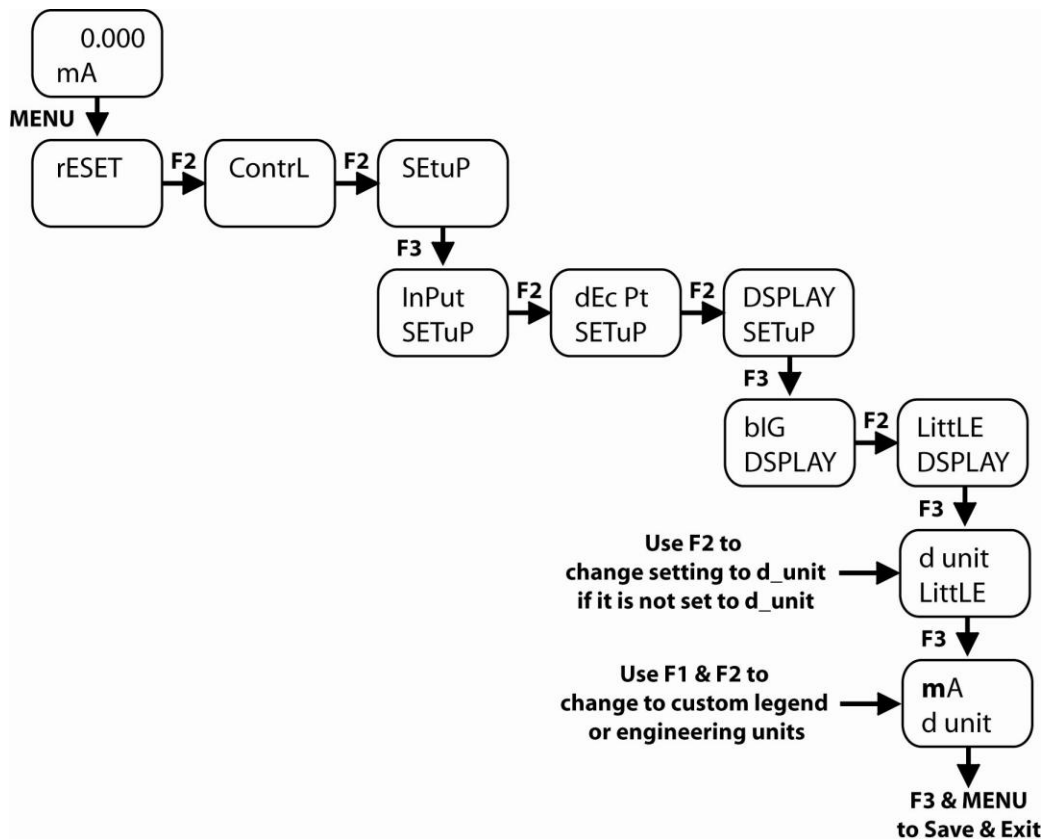 0.000
mA
MENU
rESET
F2
ContrL
F2
SEtuP
F3
InPut
SETuP
F2
dEc Pt
SETuP
F2
DSPLAY
SETuP
F3
bIG
DSPLAY
F2
LittLE
DSPLAY
F3
Use F2 to
change setting to d_unit
if it is not set to d_unit
d unit
LittLE
F3
Use F1 & F2 to
change to custom legend
or engineering units
mA
d unit
F3 & MENU
to Save & Exit